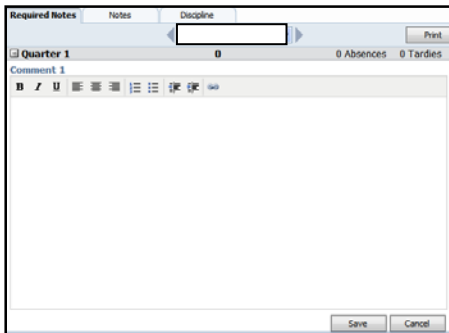 Required Notes Notes Discipline
Print
Quarter 1 0 0 Absences 0 Tardies
Comment 1
B I U
Save Cancel